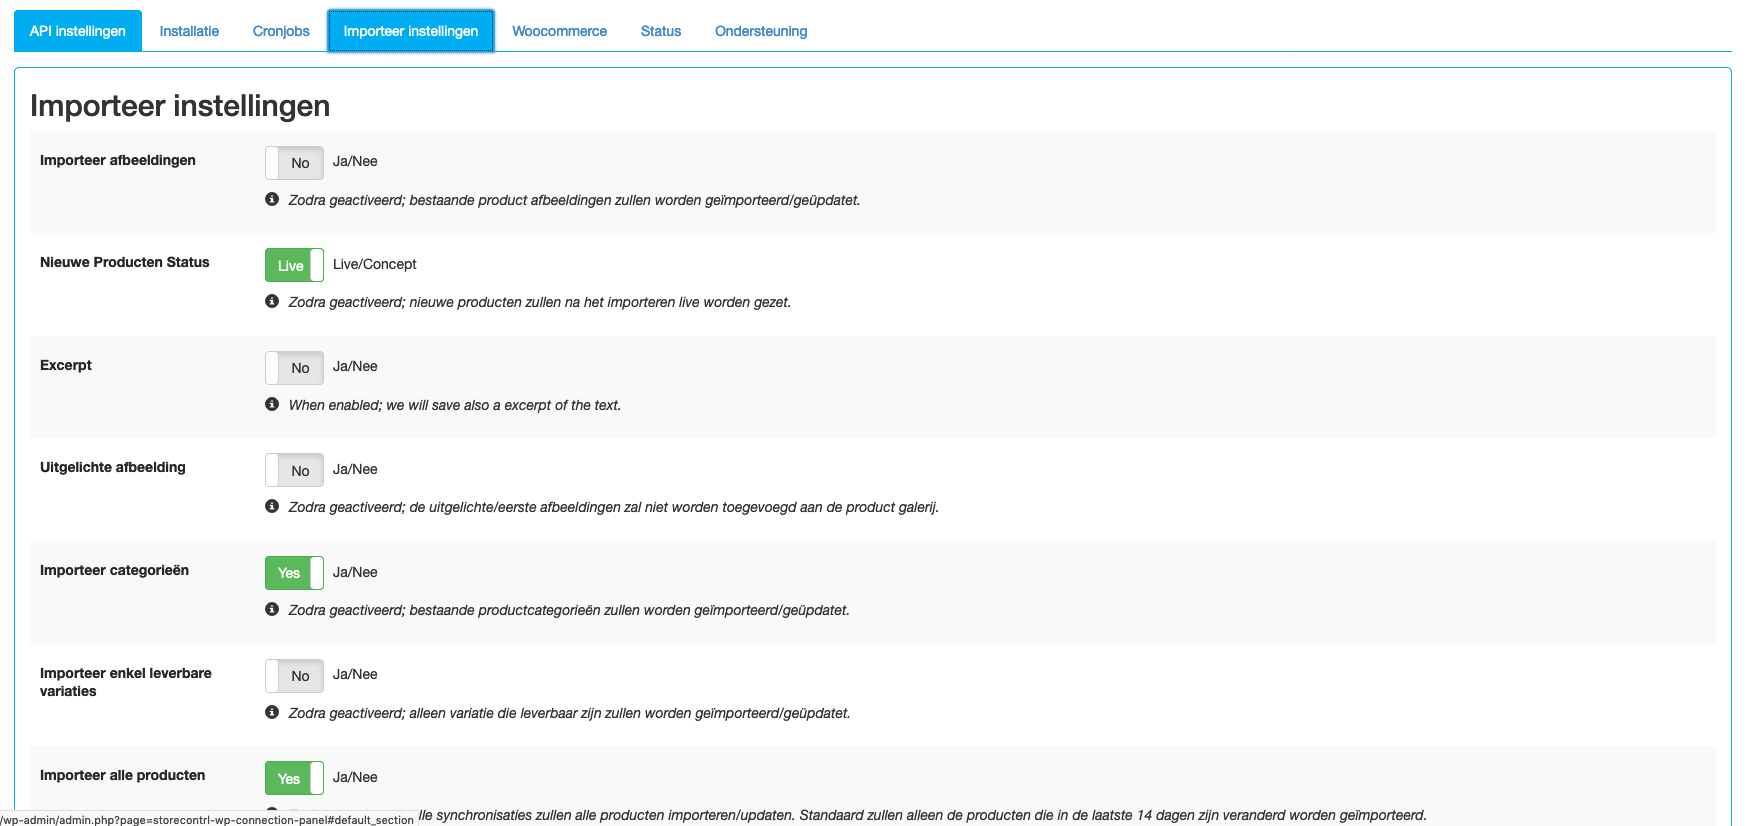 API instellingen Installatie Cronjobs Importeer instellingen Woocommerce Status Ondersteuning
Importeer instellingen
Importeer afbeeldingen No Ja/Nee
Zodra geactiveerd; bestaande product afbeeldingen zullen worden geïmporteerd/geüpdatet.
Nieuwe Producten Status Live Live/Concept
Zodra geactiveerd; nieuwe producten zullen na het importeren live worden gezet.
Excerpt No Ja/Nee
When enabled; we will save also a excerpt of the text.
Uitgelichte afbeelding No Ja/Nee
Zodra geactiveerd; de uitgelichte/eerste afbeeldingen zal niet worden toegevoegd aan de product galerij.
Importeer categorieën Yes Ja/Nee
Zodra geactiveerd; bestaande productcategorieën zullen worden geïmporteerd/geüpdatet.
Importeer enkel leverbare No Ja/Nee
variaties
Zodra geactiveerd; alleen variatie die leverbaar zijn zullen worden geïmporteerd/geüpdatet.
Importeer alle producten Yes Ja/Nee
lle synchronisaties zullen alle producten importeren/updaten. Standaard zullen alleen de producten die in de laatste 14 dagen zijn veranderd worden geïmporteerd.
/wp-admin/admin.php?page=storecontrl-wp-connection-panel#default_section